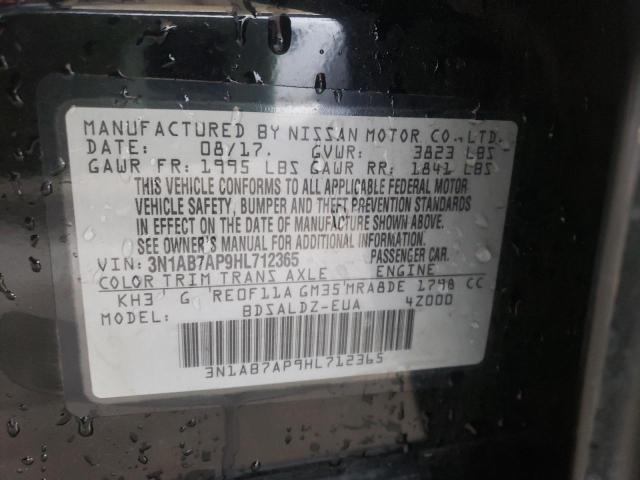 MANUFACTURED BY NISSAN MOTOR CO.,LTD.
DATE: 08/17. GVWR: 3823 LBS
GAWR FR: 1995 LBS GAWR RR: 1841 LBS
THIS VEHICLE CONFORMS TO ALL APPLICABLE FEDERAL MOTOR
VEHICLE SAFETY, BUMPER AND THEFT PREVENTION STANDARDS
IN EFFECT ON THE DATE OF MANUFACTURE SHOWN ABOVE.
SEE OWNER'S MANUAL FOR ADDITIONAL INFORMATION.
VIN: 3N1AB7AP9HL712365 PASSENGER CAR.
COLOR TRIM TRANS AXLE ENGINE
KH3 G RE0F11A GM35 MRA8DE 1798 CC
MODEL: BDSALDZ-EUA 4Z000
3N1AB7AP9HL712365